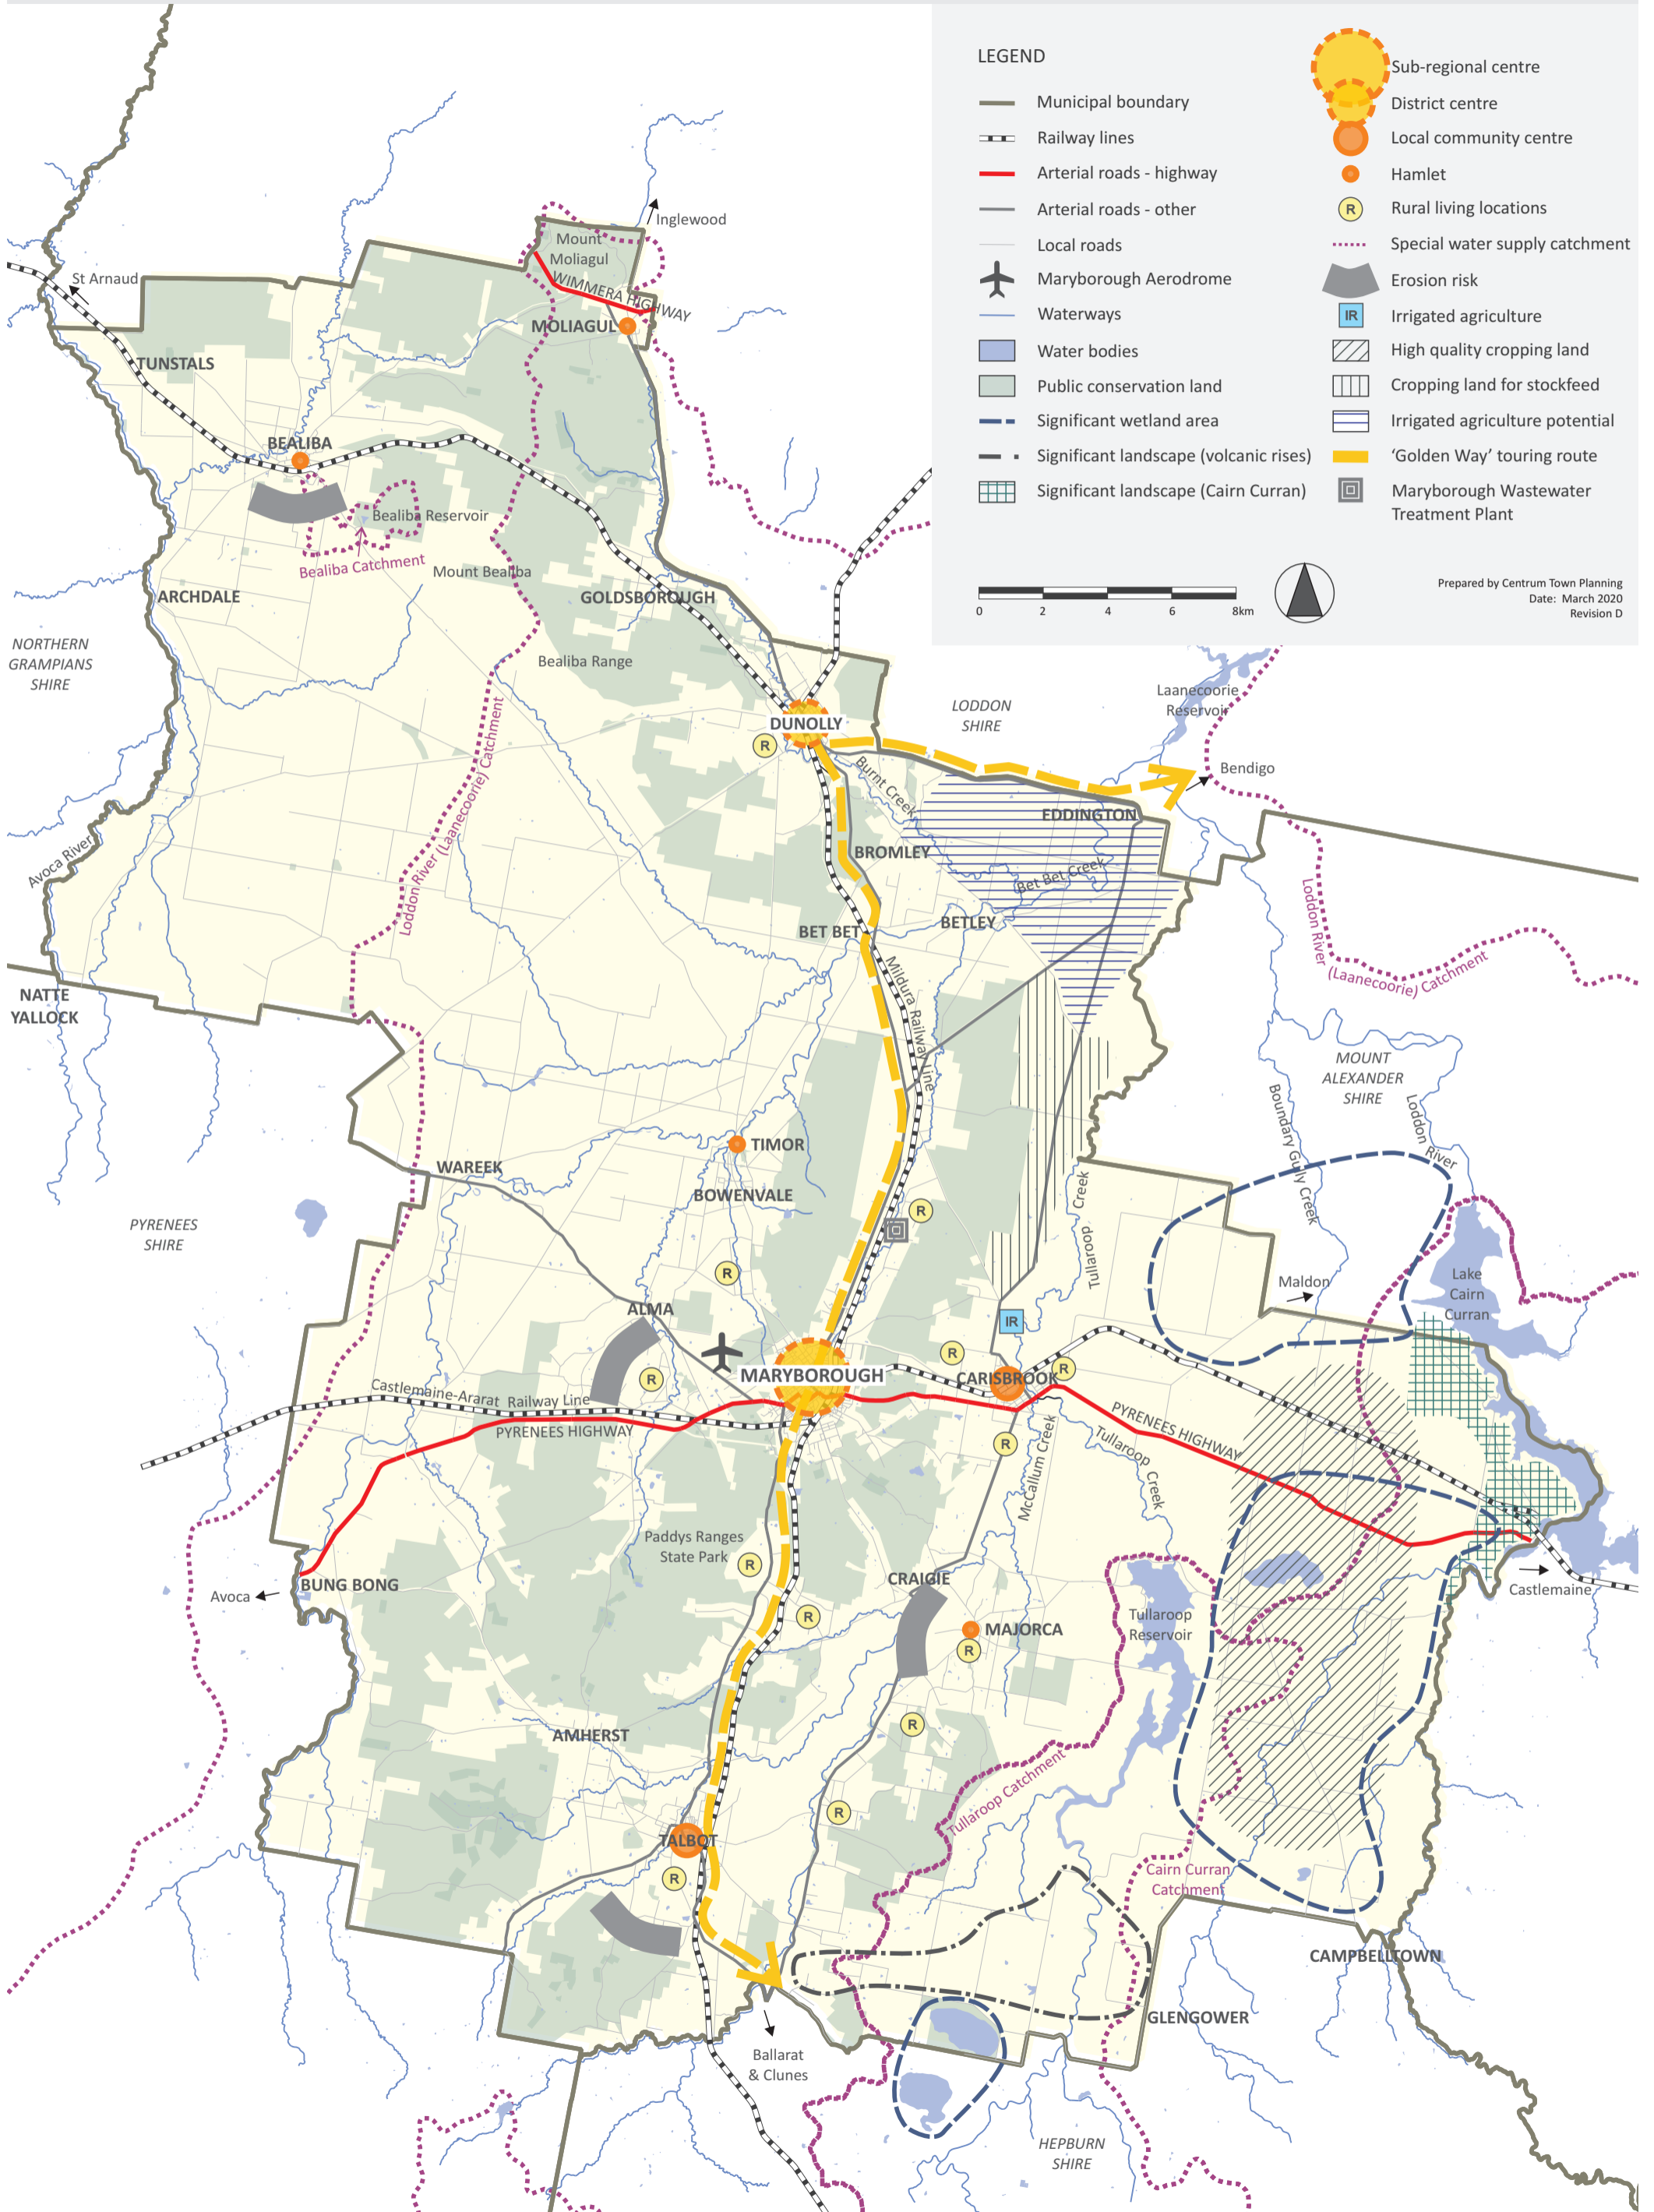 LEGEND
Municipal boundary
Railway lines
Arterial roads - highway
Arterial roads - other
Local roads
Maryborough Aerodrome
Waterways
Water bodies
Public conservation land
Significant wetland area
Significant landscape (volcanic rises)
Significant landscape (Cairn Curran)
Sub-regional centre
District centre
Local community centre
Hamlet
R
Rural living locations
Special water supply catchment
Erosion risk
IR
Irrigated agriculture
High quality cropping land
Cropping land for stockfeed
Irrigated agriculture potential
‘Golden Way’ touring route
Maryborough Wastewater
Treatment Plant
0 2 4 6 8km
Prepared by Centrum Town Planning
Date: March 2020
Revision D
Inglewood
Mount
Moliagul
WIMMERA HIGHWAY
MOLIAGUL
St Arnaud
TUNSTALS
BEALIBA
Bealiba Reservoir
Bealiba Catchment
Mount Bealiba
ARCHDALE
GOLDSBOROUGH
NORTHERN
GRAMPIANS
SHIRE
Bealiba Range
Laanecoorie
Reservoir
LODDON
SHIRE
DUNOLLY
R
Bendigo
Burnt Creek
EDDINGTON
Loddon River (Laanecoorie) Catchment
BROMLEY
Avoca River
Bet Bet Creek
BETLEY
BET BET
Loddon River
(Laanecoorie) Catchment
Mildura Railway Line
NATTE
YALLOCK
MOUNT
ALEXANDER
SHIRE
Boundary Gully Creek
Loddon River
TIMOR
WAREEK
BOWENVALE
Tullaroop Creek
R
PYRENEES
SHIRE
R
Maldon
Lake
Cairn
Curran
ALMA
IR
R
R
R
MARYBOROUGH
CARISBROOK
Castlemaine-Ararat Railway Line
PYRENEES HIGHWAY
PYRENEES HIGHWAY
R
McCallum Creek
Tullaroop Creek
Paddys Ranges
State Park
R
CRAIGIE
BUNG BONG
Avoca
Castlemaine
R
MAJORCA
R
Tullaroop
Reservoir
AMHERST
R
Tullaroop Catchment
R
TALBOT
R
Cairn Curran
Catchment
CAMPBELLTOWN
GLENGOWER
Ballarat
& Clunes
HEPBURN
SHIRE